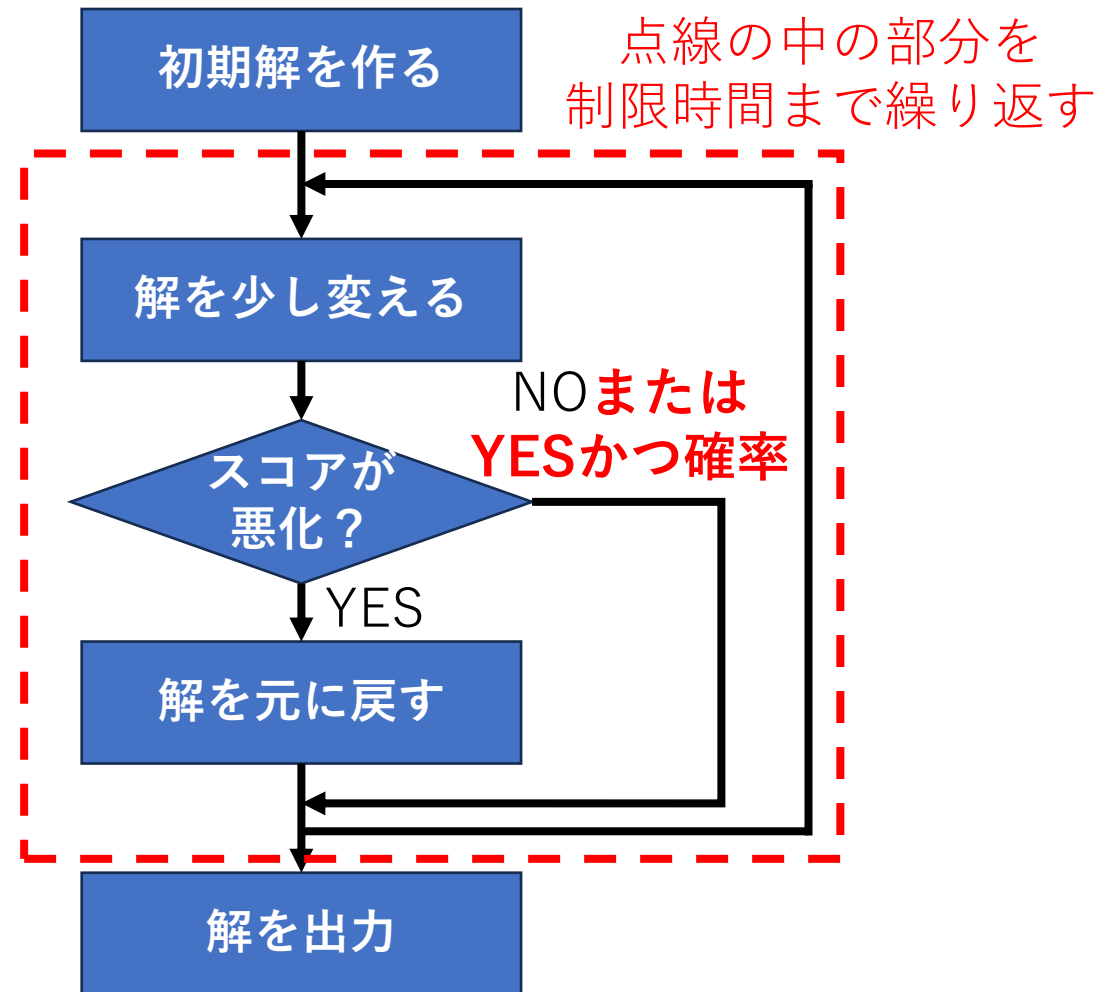 初期解を作る
点線の中の部分を
制限時間まで繰り返す
解を少し変える
NOまたは
YESかつ確率
スコアが
悪化？
YES
解を元に戻す
解を出力